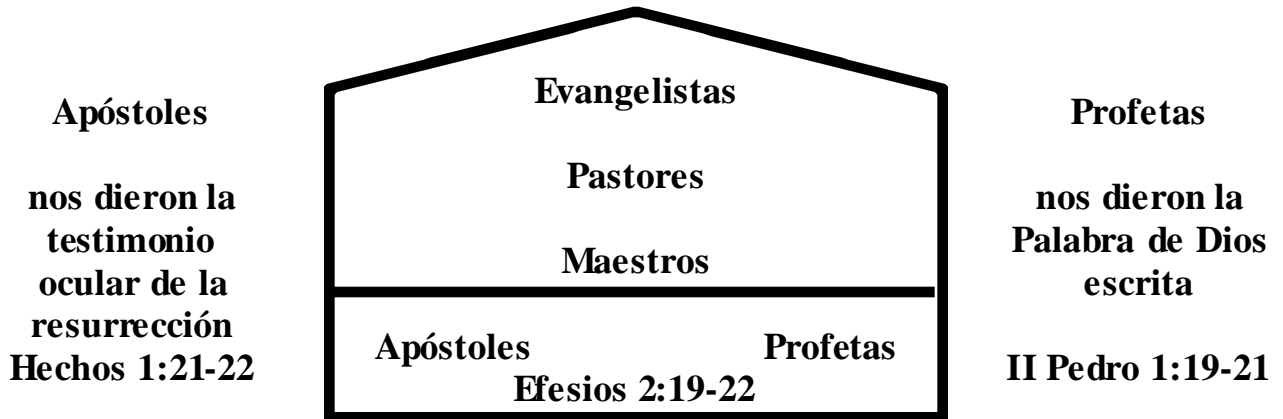 Apóstoles
nos dieron la
testimonio
ocular de la
resurrección
Hechos 1:21-22
Evangelistas
Pastores
Maestros
Apóstoles Profetas
Efesios 2:19-22
Profetas
nos dieron la
Palabra de Dios
escrita
II Pedro 1:19-21